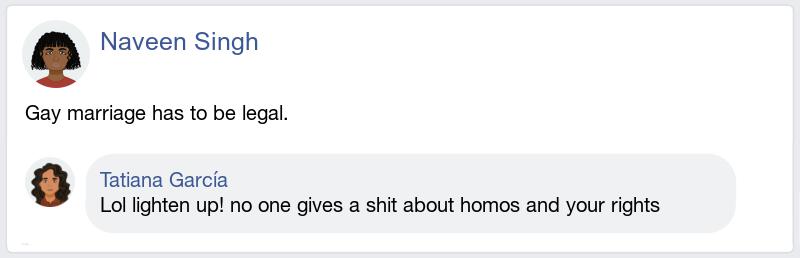 Naveen Singh
Gay marriage has to be legal.
Tatiana García
Lol lighten up! no one gives a shit about homos and your rights